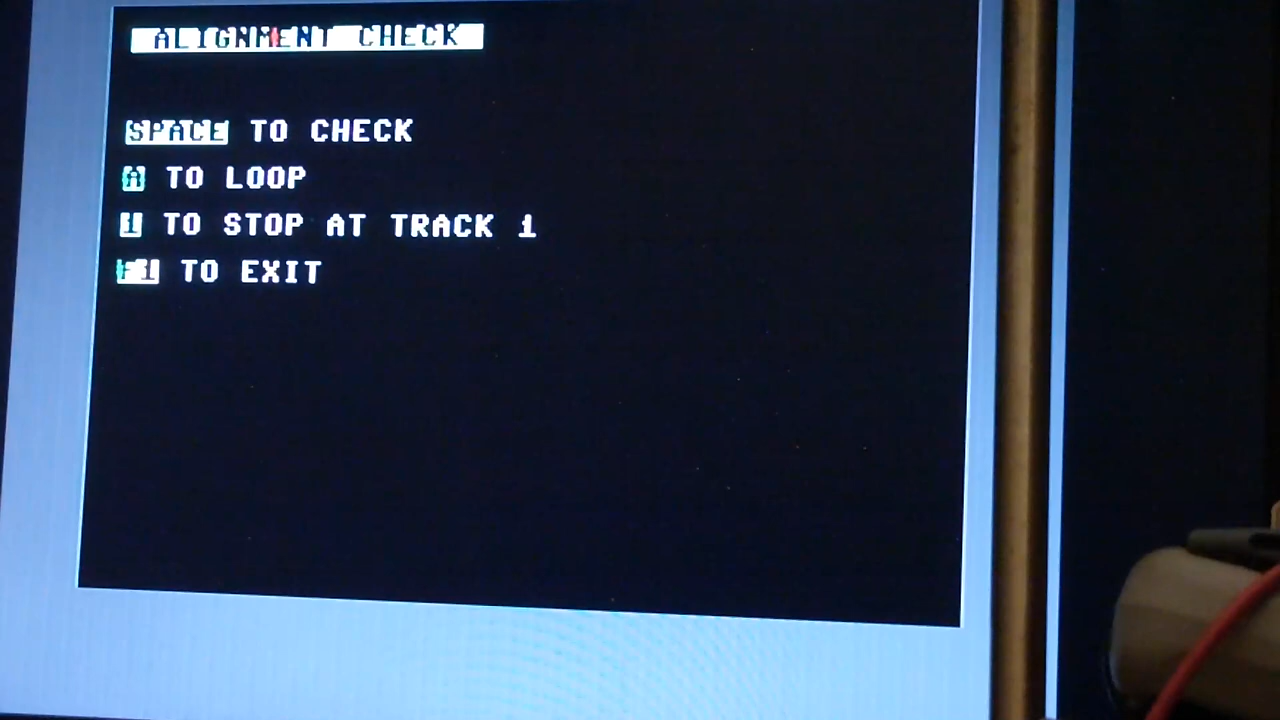 ALIGNMENT CHECK
SPACE TO CHECK
A TO LOOP
1 TO STOP AT TRACK 1
F1 TO EXIT